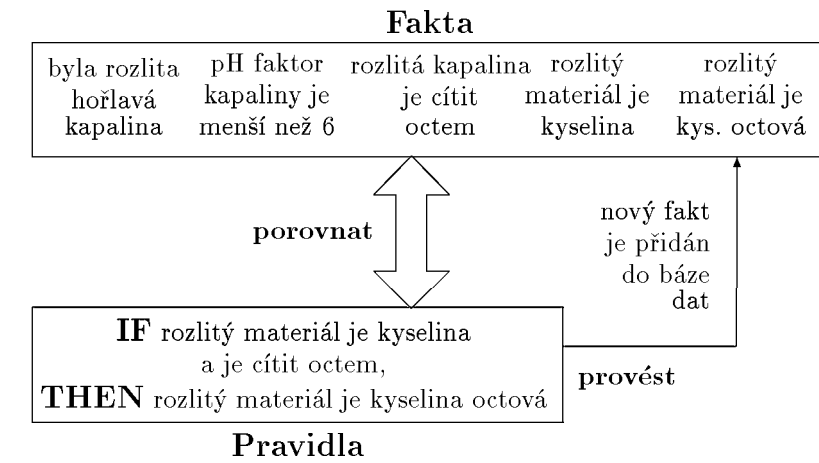 Fakta
byla rozlita
hořlavá
kapalina
pH faktor
kapaliny je
menší než 6
rozlitá kapalina
je cítit
octem
rozlitý
materiál je
kyselina
rozlitý
materiál je
kys. octová
porovnat
nový fakt
je přidán
do báze
dat
IF rozlitý materiál je kyselina
a je cítit octem,
THEN rozlitý materiál je kyselina octová
provést
Pravidla